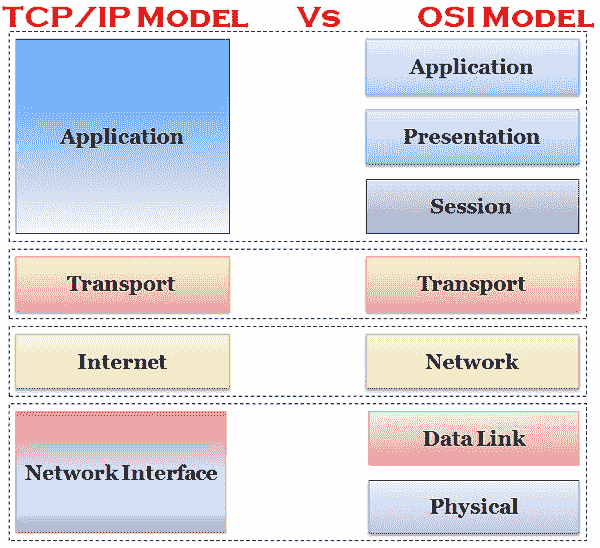 TCP/IP MODEL Vs OSI MODEL
Application
Application
Presentation
Session
Transport
Transport
Internet
Network
Network Interface
Data Link
Physical